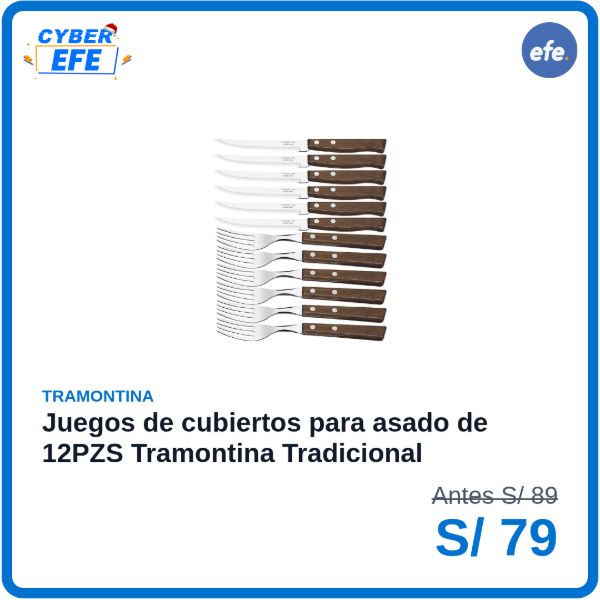 CYBER
EFE
efe.
TRAMONTINA
Juegos de cubiertos para asado de
12PZS Tramontina Tradicional
Antes S/ 89
S/ 79